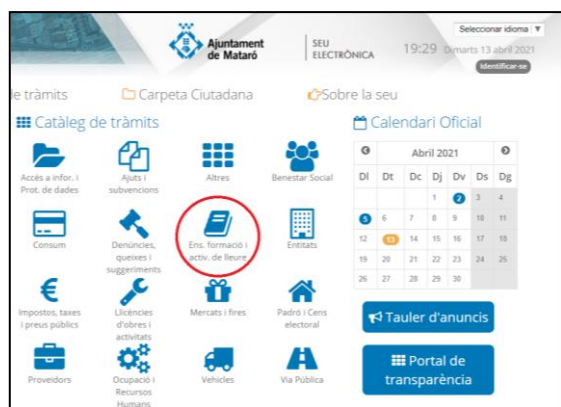 Ajuntament
de Mataró
SEU
ELECTRÒNICA
19:29 Dimarts 13 abril 2021
Seleccionar idioma ▼
Identificar-se
de tràmits
Carpeta Ciutadana
Sobre la seu
Catàleg de tràmits
Accés a infor. i
Prot. de dades
Ajuts i
subvencions
Altres
Benestar Social
Consum
Denúncies,
queixes i
suggeriments
Ens. formació i
activ. de lleure
Entitats
Impostos, taxes
i preus públics
Llicències
d'obres i
activitats
Mercats i fires
Padró i Cens
electoral
Proveïdors
Ocupació i
Recursos
Humans
Vehicles
Via Pública
Calendari Oficial
Abril 2021
Dl Dt Dc Dj Dv Ds Dg
1 2 3 4
5 6 7 8 9 10 11
12 13 14 15 16 17 18
19 20 21 22 23 24 25
26 27 28 29 30
Tauler d'anuncis
Portal de
transparència